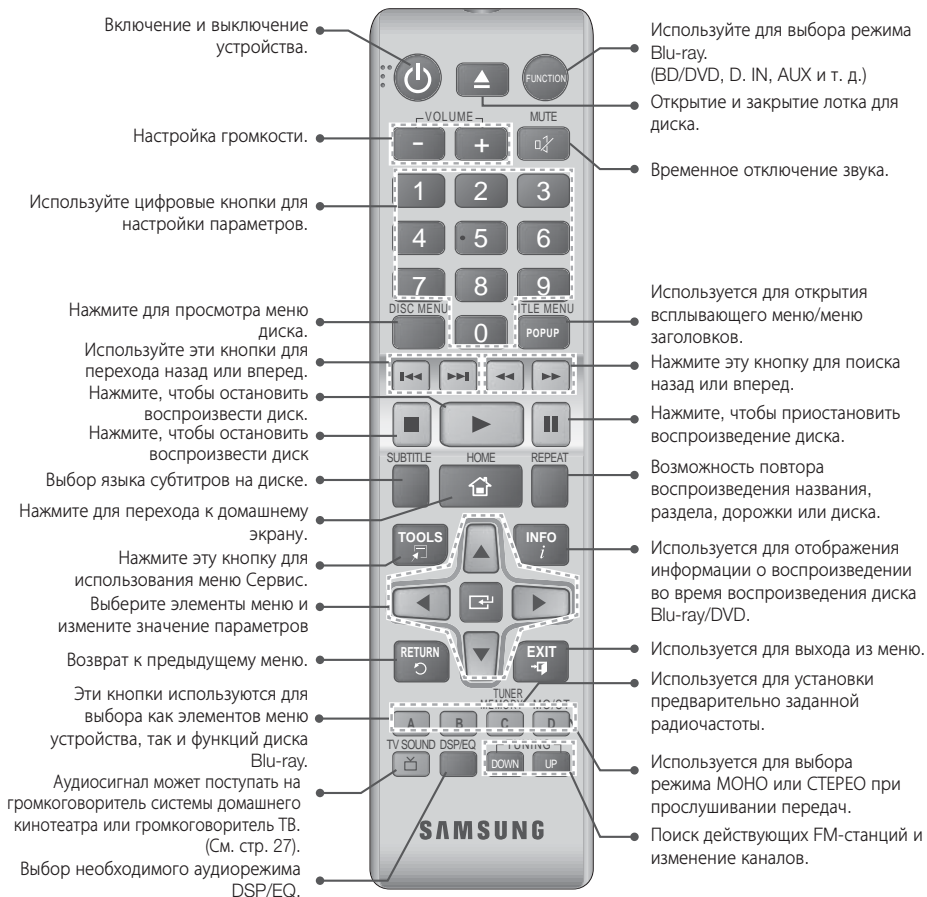 Включение и выключение
устройства.
Настройка громкости.
Используйте цифровые кнопки для
настройки параметров.
Нажмите для просмотра меню
диска.
Используйте эти кнопки для
перехода назад или вперед.
Нажмите, чтобы остановить
воспроизвести диск.
Нажмите, чтобы остановить
воспроизвести диск
Выбор языка субтитров на диске.
Нажмите для перехода к домашнему
экрану.
Нажмите эту кнопку для
использования меню Сервис.
Выберите элементы меню и
измените значение параметров
Возврат к предыдущему меню.
Эти кнопки используются для
выбора как элементов меню
устройства, так и функций диска
Blu-ray.
Аудиосигнал может поступать на
громкоговоритель системы домашнего
кинотеатра или громкоговоритель ТВ.
(См. стр. 27).
Выбор необходимого аудиорежима
DSP/EQ.
FUNCTION
VOLUME
MUTE
- +
1 2 3
4 5 6
7 8 9
DISC MENU
TITLE MENU
0
POPUP
SUBTITLE HOME REPEAT
TOOLS
INFO
i
RETURN
EXIT
TUNER
MEMORY MO/ST
A B C D
TV SOUND DSP/EQ
TUNING
DOWN UP
SAMSUNG
Используйте для выбора режима
Blu-ray.
(BD/DVD, D. IN, AUX и т. д.)
Открытие и закрытие лотка для
диска.
Временное отключение звука.
Используется для открытия
всплывающего меню/меню
заголовков.
Нажмите эту кнопку для поиска
назад или вперед.
Нажмите, чтобы приостановить
воспроизведение диска.
Возможность повтора
воспроизведения названия,
раздела, дорожки или диска.
Используется для отображения
информации о воспроизведении
во время воспроизведения диска
Blu-ray/DVD.
Используется для выхода из меню.
Используется для установки
предварительно заданной
радиочастоты.
Используется для выбора
режима МОНО или СТЕРЕО при
прослушивании передач.
Поиск действующих FM-станций и
изменение каналов.